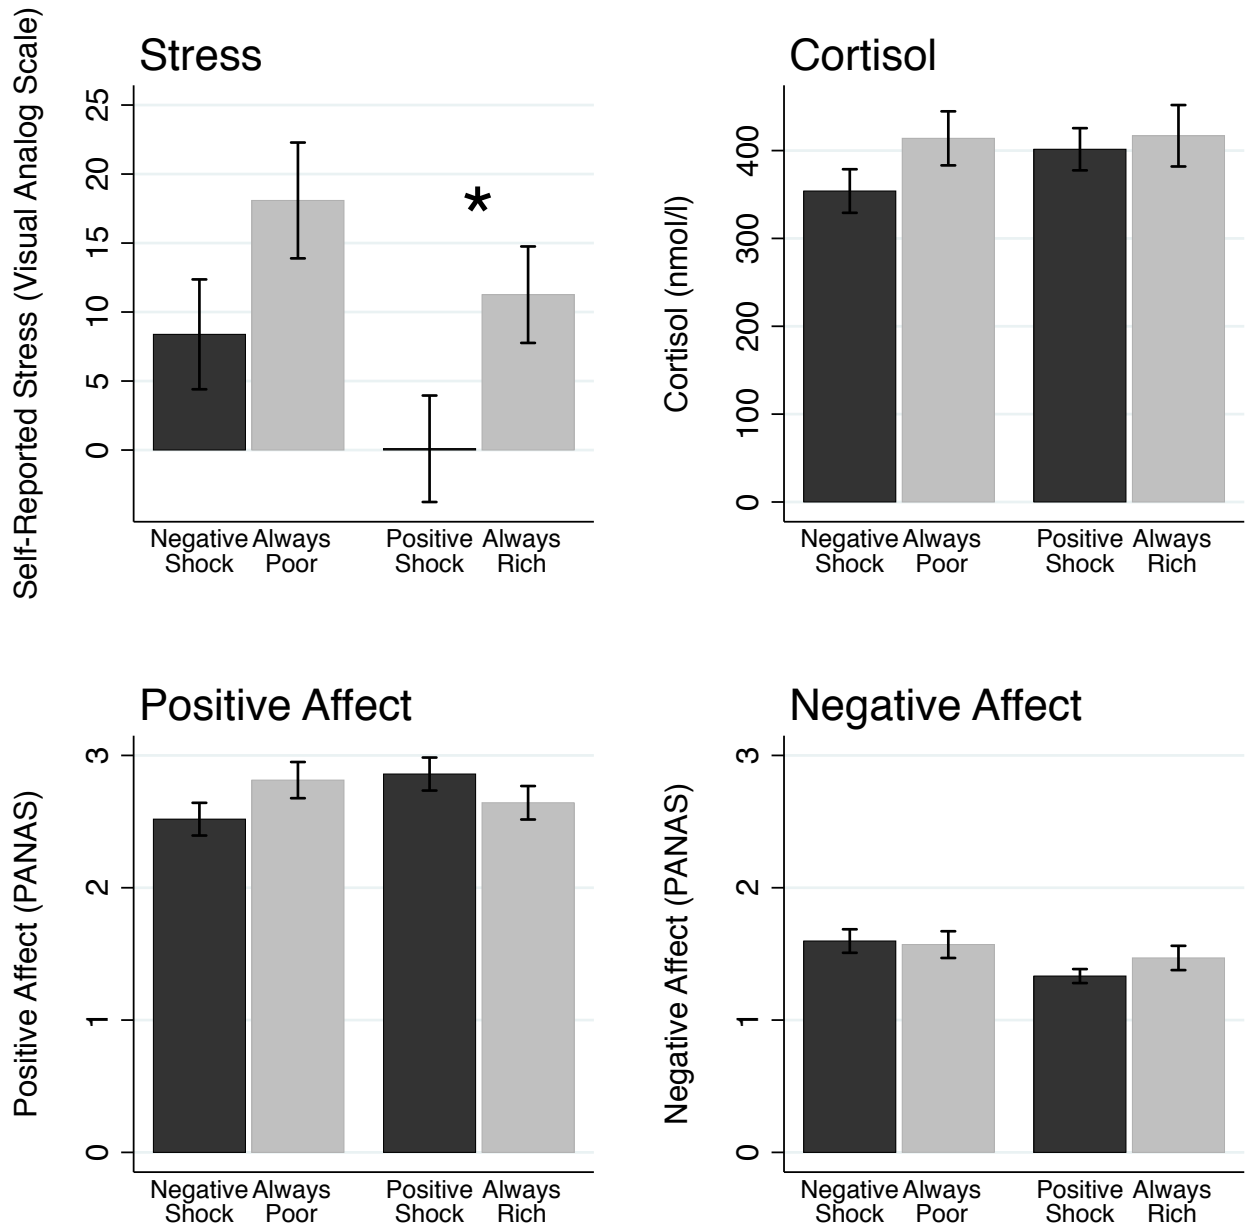 Stress
Self-Reported Stress (Visual Analog Scale)
25
20
15
10
5
0
*
Negative Always Positive Always
Shock Poor Shock Rich
Cortisol
Cortisol (nmol/l)
400
300
200
100
0
Negative Always Positive Always
Shock Poor Shock Rich
Positive Affect
Positive Affect (PANAS)
3
2
1
0
Negative Always Positive Always
Shock Poor Shock Rich
Negative Affect
Negative Affect (PANAS)
3
2
1
0
Negative Always Positive Always
Shock Poor Shock Rich